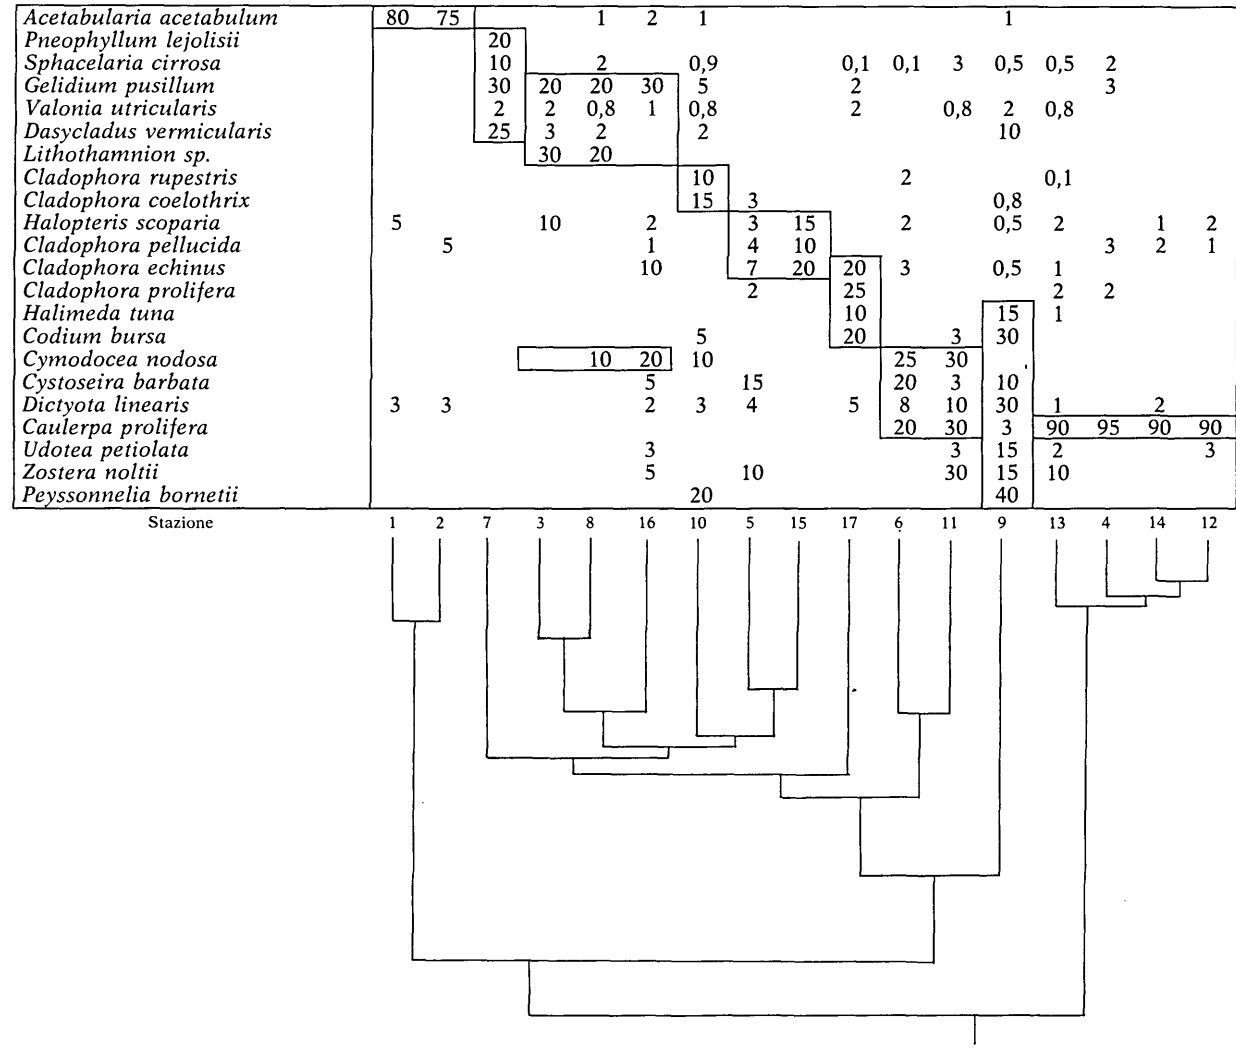 Acetabularia acetabulum 80 75 1 2 1 1
Pneophyllum lejolisii 20
Sphacelaria cirrosa 10 2 0,9 0,1 0,1 3 0,5 0,5 2
Gelidium pusillum 30 20 20 30 5 2 3
Valonia utricularis 2 2 0,8 1 0,8 2 0,8 2 0,8
Dasycladus vermicularis 25 3 2 2 10
Lithothamnion sp. 30 20
Cladophora rupestris 10 2 0,1
Cladophora coelothrix 15 3 0,8
Halopteris scoparia 5 10 2 3 15 2 0,5 2 1 2
Cladophora pellucida 5 1 4 10 3 2 1
Cladophora echinus 10 7 20 20 3 0,5 1
Cladophora prolifera 2 25 2 2
Halimeda tuna 10 15 1
Codium bursa 5 20 3 30
Cymodocea nodosa 10 20 10 25 30
Cystoseira barbata 5 15 20 3 10
Dictyota linearis 3 3 2 3 4 5 8 10 30 1 2
Caulerpa prolifera 20 30 3 90 95 90 90
Udotea petiolata 3 3 15 2 3
Zostera noltii 5 10 30 15 10
Peyssonnelia bornetii 20 40
Stazione 1 2 7 3 8 16 10 5 15 17 6 11 9 13 4 14 12